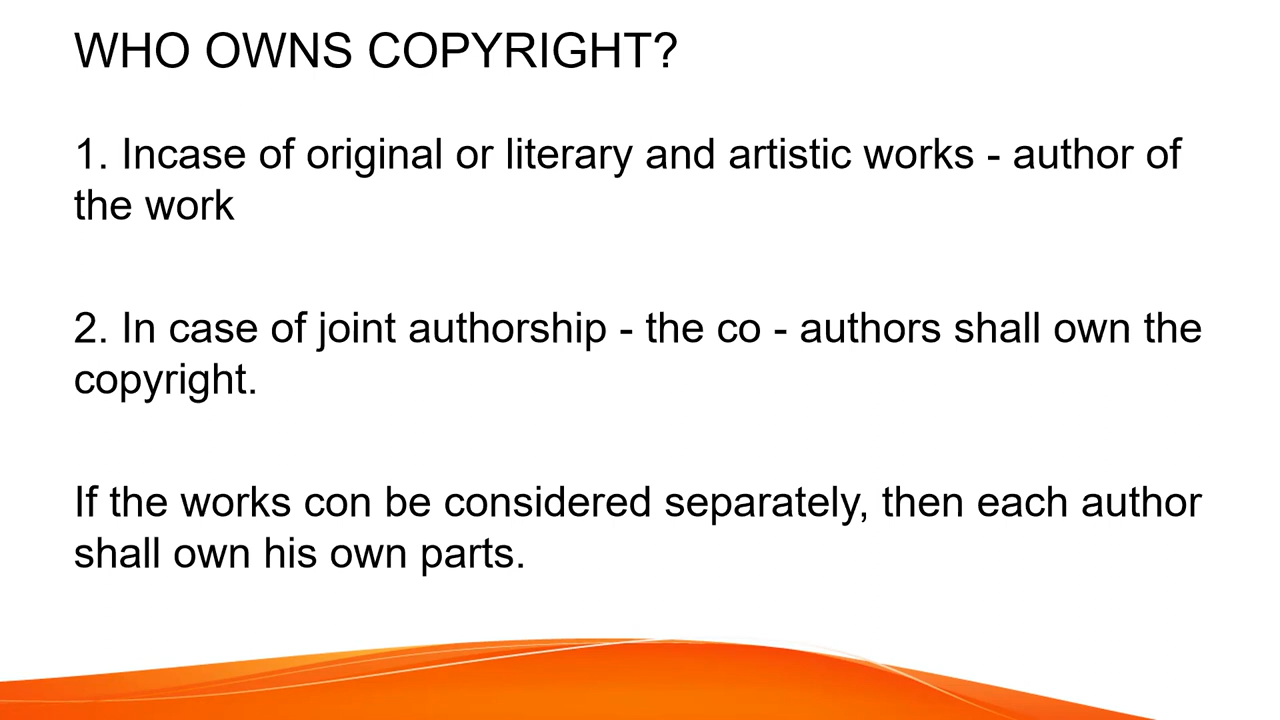 WHO OWNS COPYRIGHT?
1. Incase of original or literary and artistic works - author of
the work
2. In case of joint authorship - the co - authors shall own the
copyright.
If the works con be considered separately, then each author
shall own his own parts.